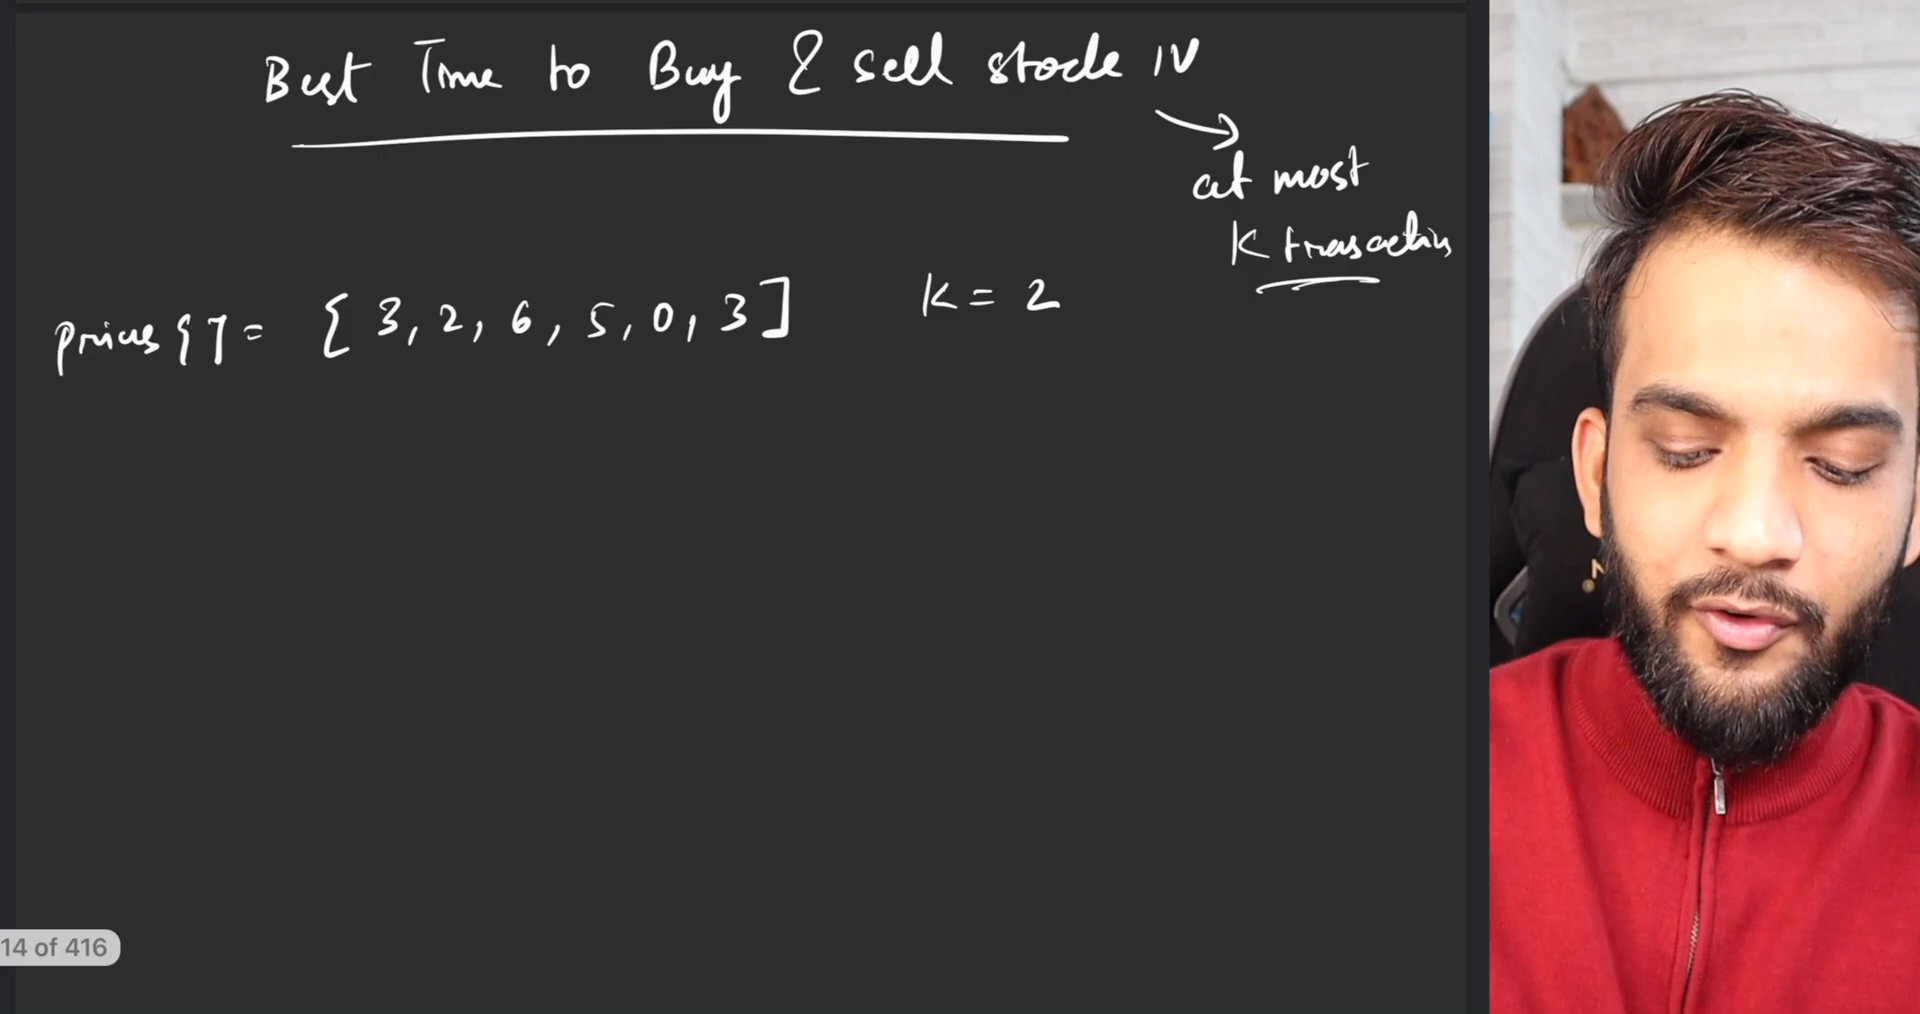 Best Time to Buy & sell stock IV
at most
K transactions
prices [] = [3, 2, 6, 5, 0, 3]
K = 2
14 of 416